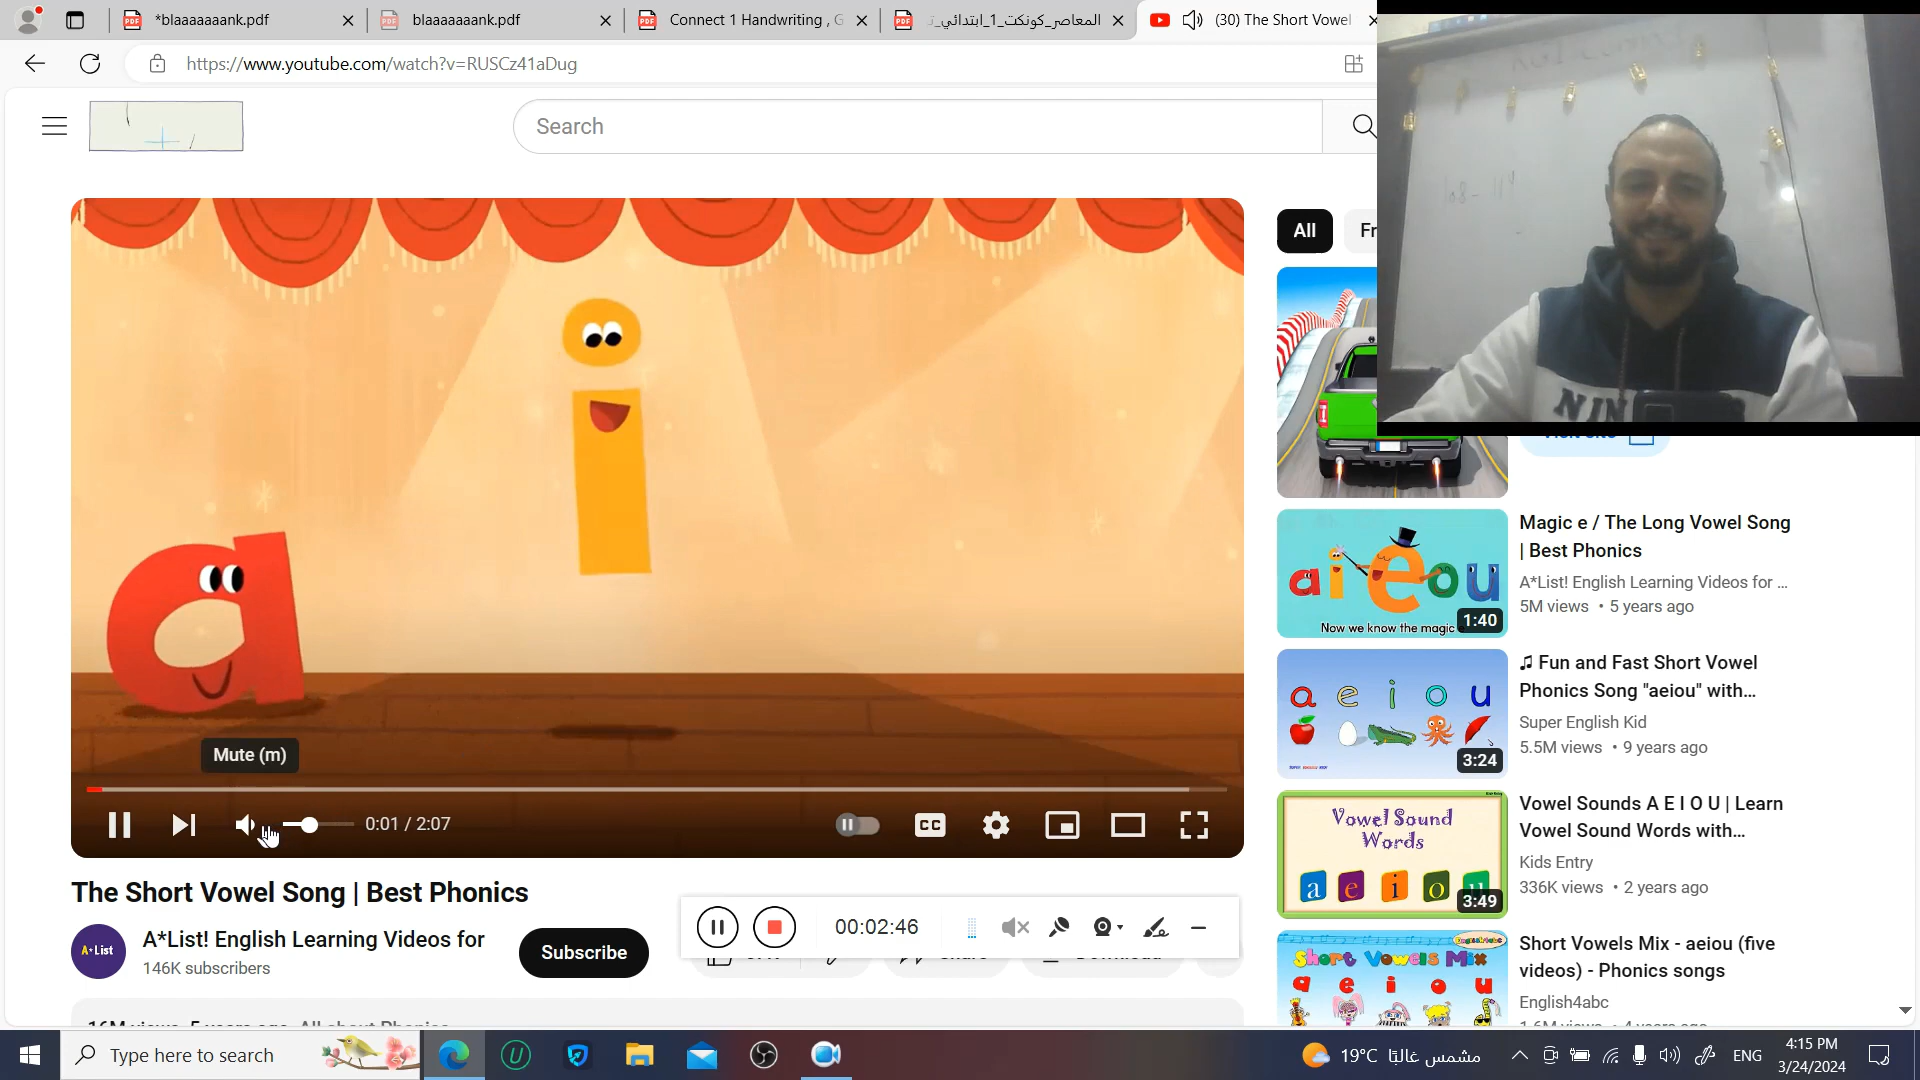 *blaaaaaaank.pdf
blaaaaaaank.pdf
Connect 1 Handwriting , G
المعاصر_كونكت_1_ابتدائي_ت
(30) The Short Vowel
https://www.youtube.com/watch?v=RUSCz41aDug
Search
All
Fr
NIN
Magic e / The Long Vowel Song
| Best Phonics
A*List! English Learning Videos for ...
5M views • 5 years ago
a i e o u
Now we know the magic
1:40
♫ Fun and Fast Short Vowel
Phonics Song "aeiou" with...
Super English Kid
5.5M views • 9 years ago
a e i o u
3:24
Mute (m)
0:01 / 2:07
CC
Vowel Sounds A E I O U | Learn
Vowel Sound Words with...
Kids Entry
336K views • 2 years ago
Vowel Sound
Words
a e i o u
3:49
The Short Vowel Song | Best Phonics
A*List
A*List! English Learning Videos for
146K subscribers
Subscribe
00:02:46
Short Vowels Mix - aeiou (five
videos) - Phonics songs
English4abc
Short Vowels Mix
a e i o u
Type here to search
19°C مشمس غالبًا
ENG
4:15 PM
3/24/2024